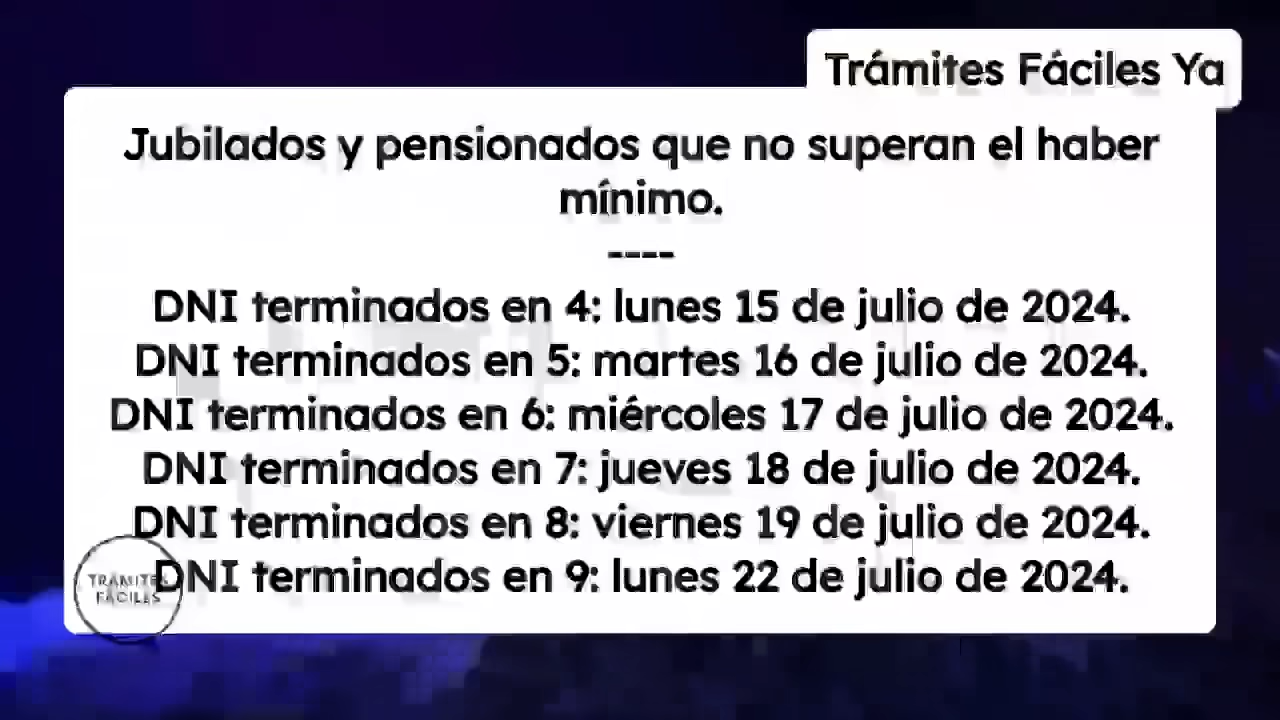 Trámites Fáciles Ya
Jubilados y pensionados que no superan el haber
mínimo.
----
DNI terminados en 4: lunes 15 de julio de 2024.
DNI terminados en 5: martes 16 de julio de 2024.
DNI terminados en 6: miércoles 17 de julio de 2024.
DNI terminados en 7: jueves 18 de julio de 2024.
DNI terminados en 8: viernes 19 de julio de 2024.
DNI terminados en 9: lunes 22 de julio de 2024.
TRÁMITES
FÁCILES